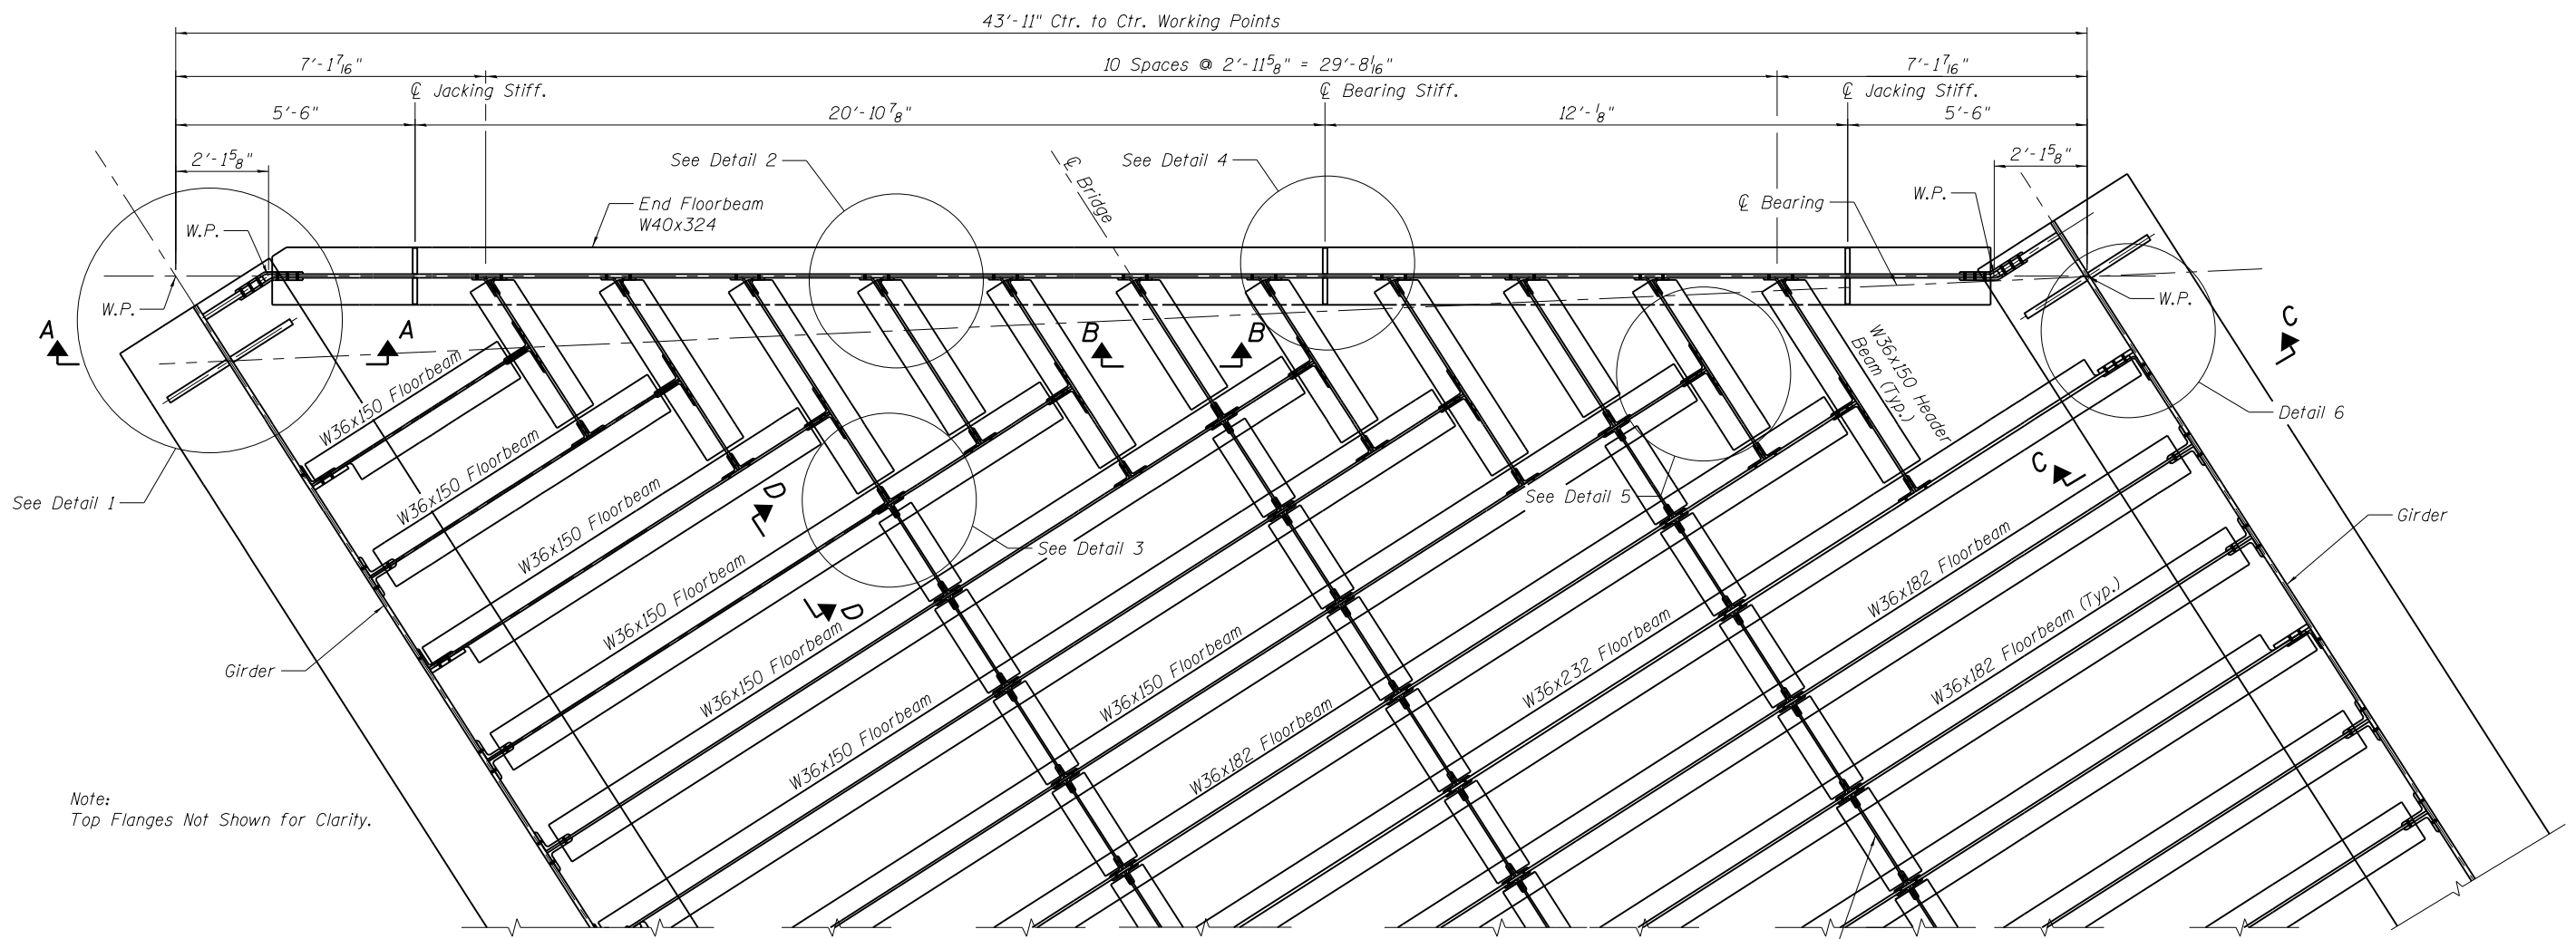 43'-11" Ctr. to Ctr. Working Points
7'-1 7/16"
10 Spaces @ 2'-11 5/8" = 29'-8 1/16"
7'-1 7/16"
℄ Jacking Stiff.
℄ Bearing Stiff.
℄ Jacking Stiff.
5'-6"
20'-10 7/8"
12'-1/8"
5'-6"
2'-1 5/8"
See Detail 2
℄ Bridge
See Detail 4
2'-1 5/8"
End Floorbeam
W40x324
W.P.
℄ Bearing
W.P.
W.P.
W.P.
A
A
B
B
C
W36x150 Header
Beam (Typ.)
W36x150 Floorbeam
Detail 6
W36x150 Floorbeam
C
See Detail 1
W36x150 Floorbeam
D
See Detail 5
Girder
See Detail 3
W36x182 Floorbeam
W36x150 Floorbeam
D
W36x182 Floorbeam (Typ.)
Girder
W36x150 Floorbeam
W36x150 Floorbeam
W36x232 Floorbeam
W36x150 Floorbeam
W36x182 Floorbeam
Note:
Top Flanges Not Shown for Clarity.